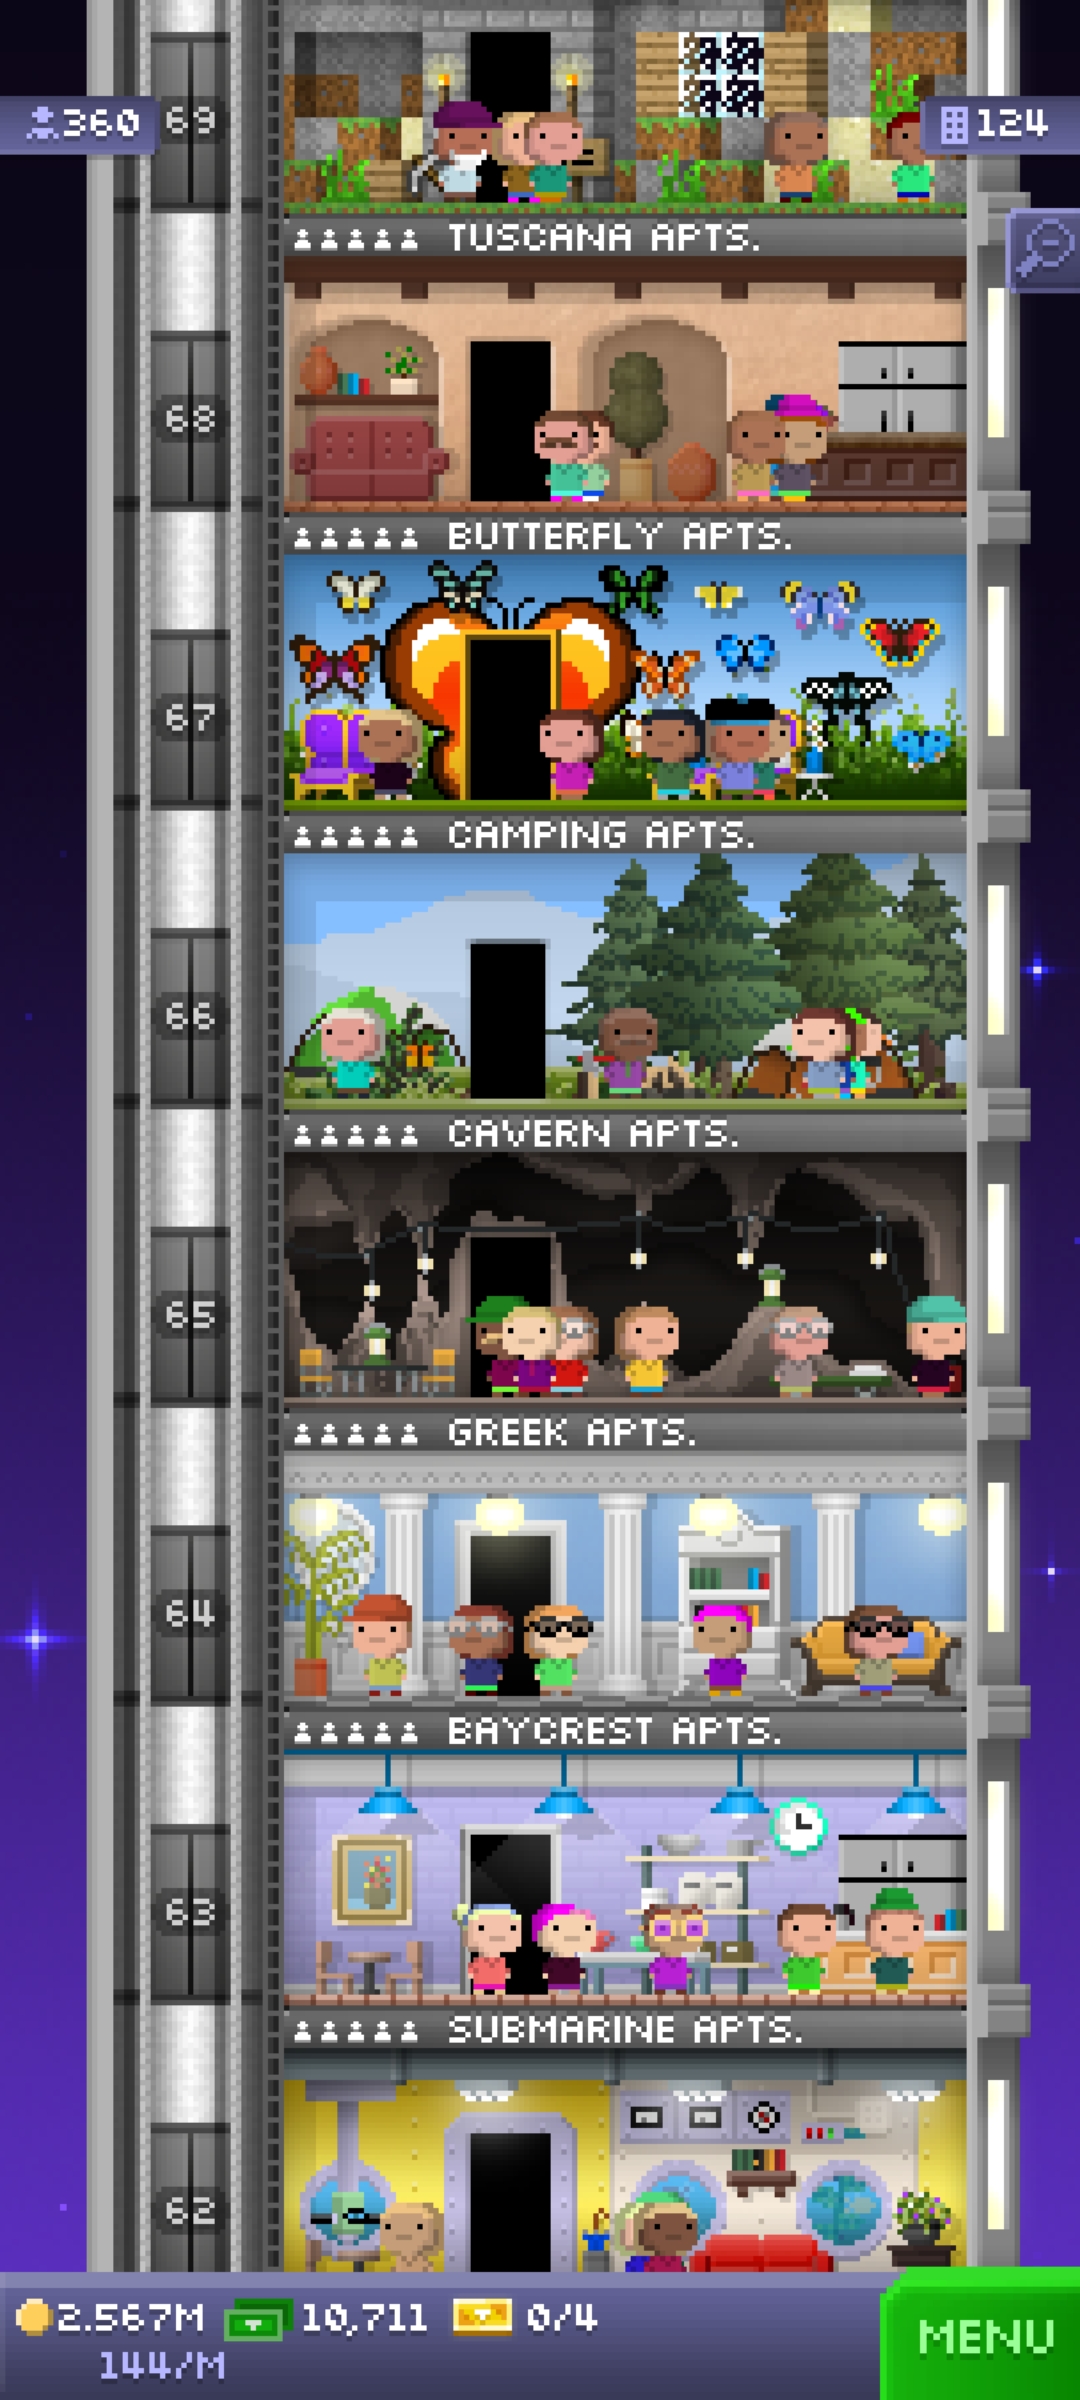 360
69
124
TUSCANA APTS.
68
BUTTERFLY APTS.
67
CAMPING APTS.
66
CAVERN APTS.
65
GREEK APTS.
64
BAYCREST APTS.
63
SUBMARINE APTS.
62
2.567M 10,711 0/4
144/M
MENU